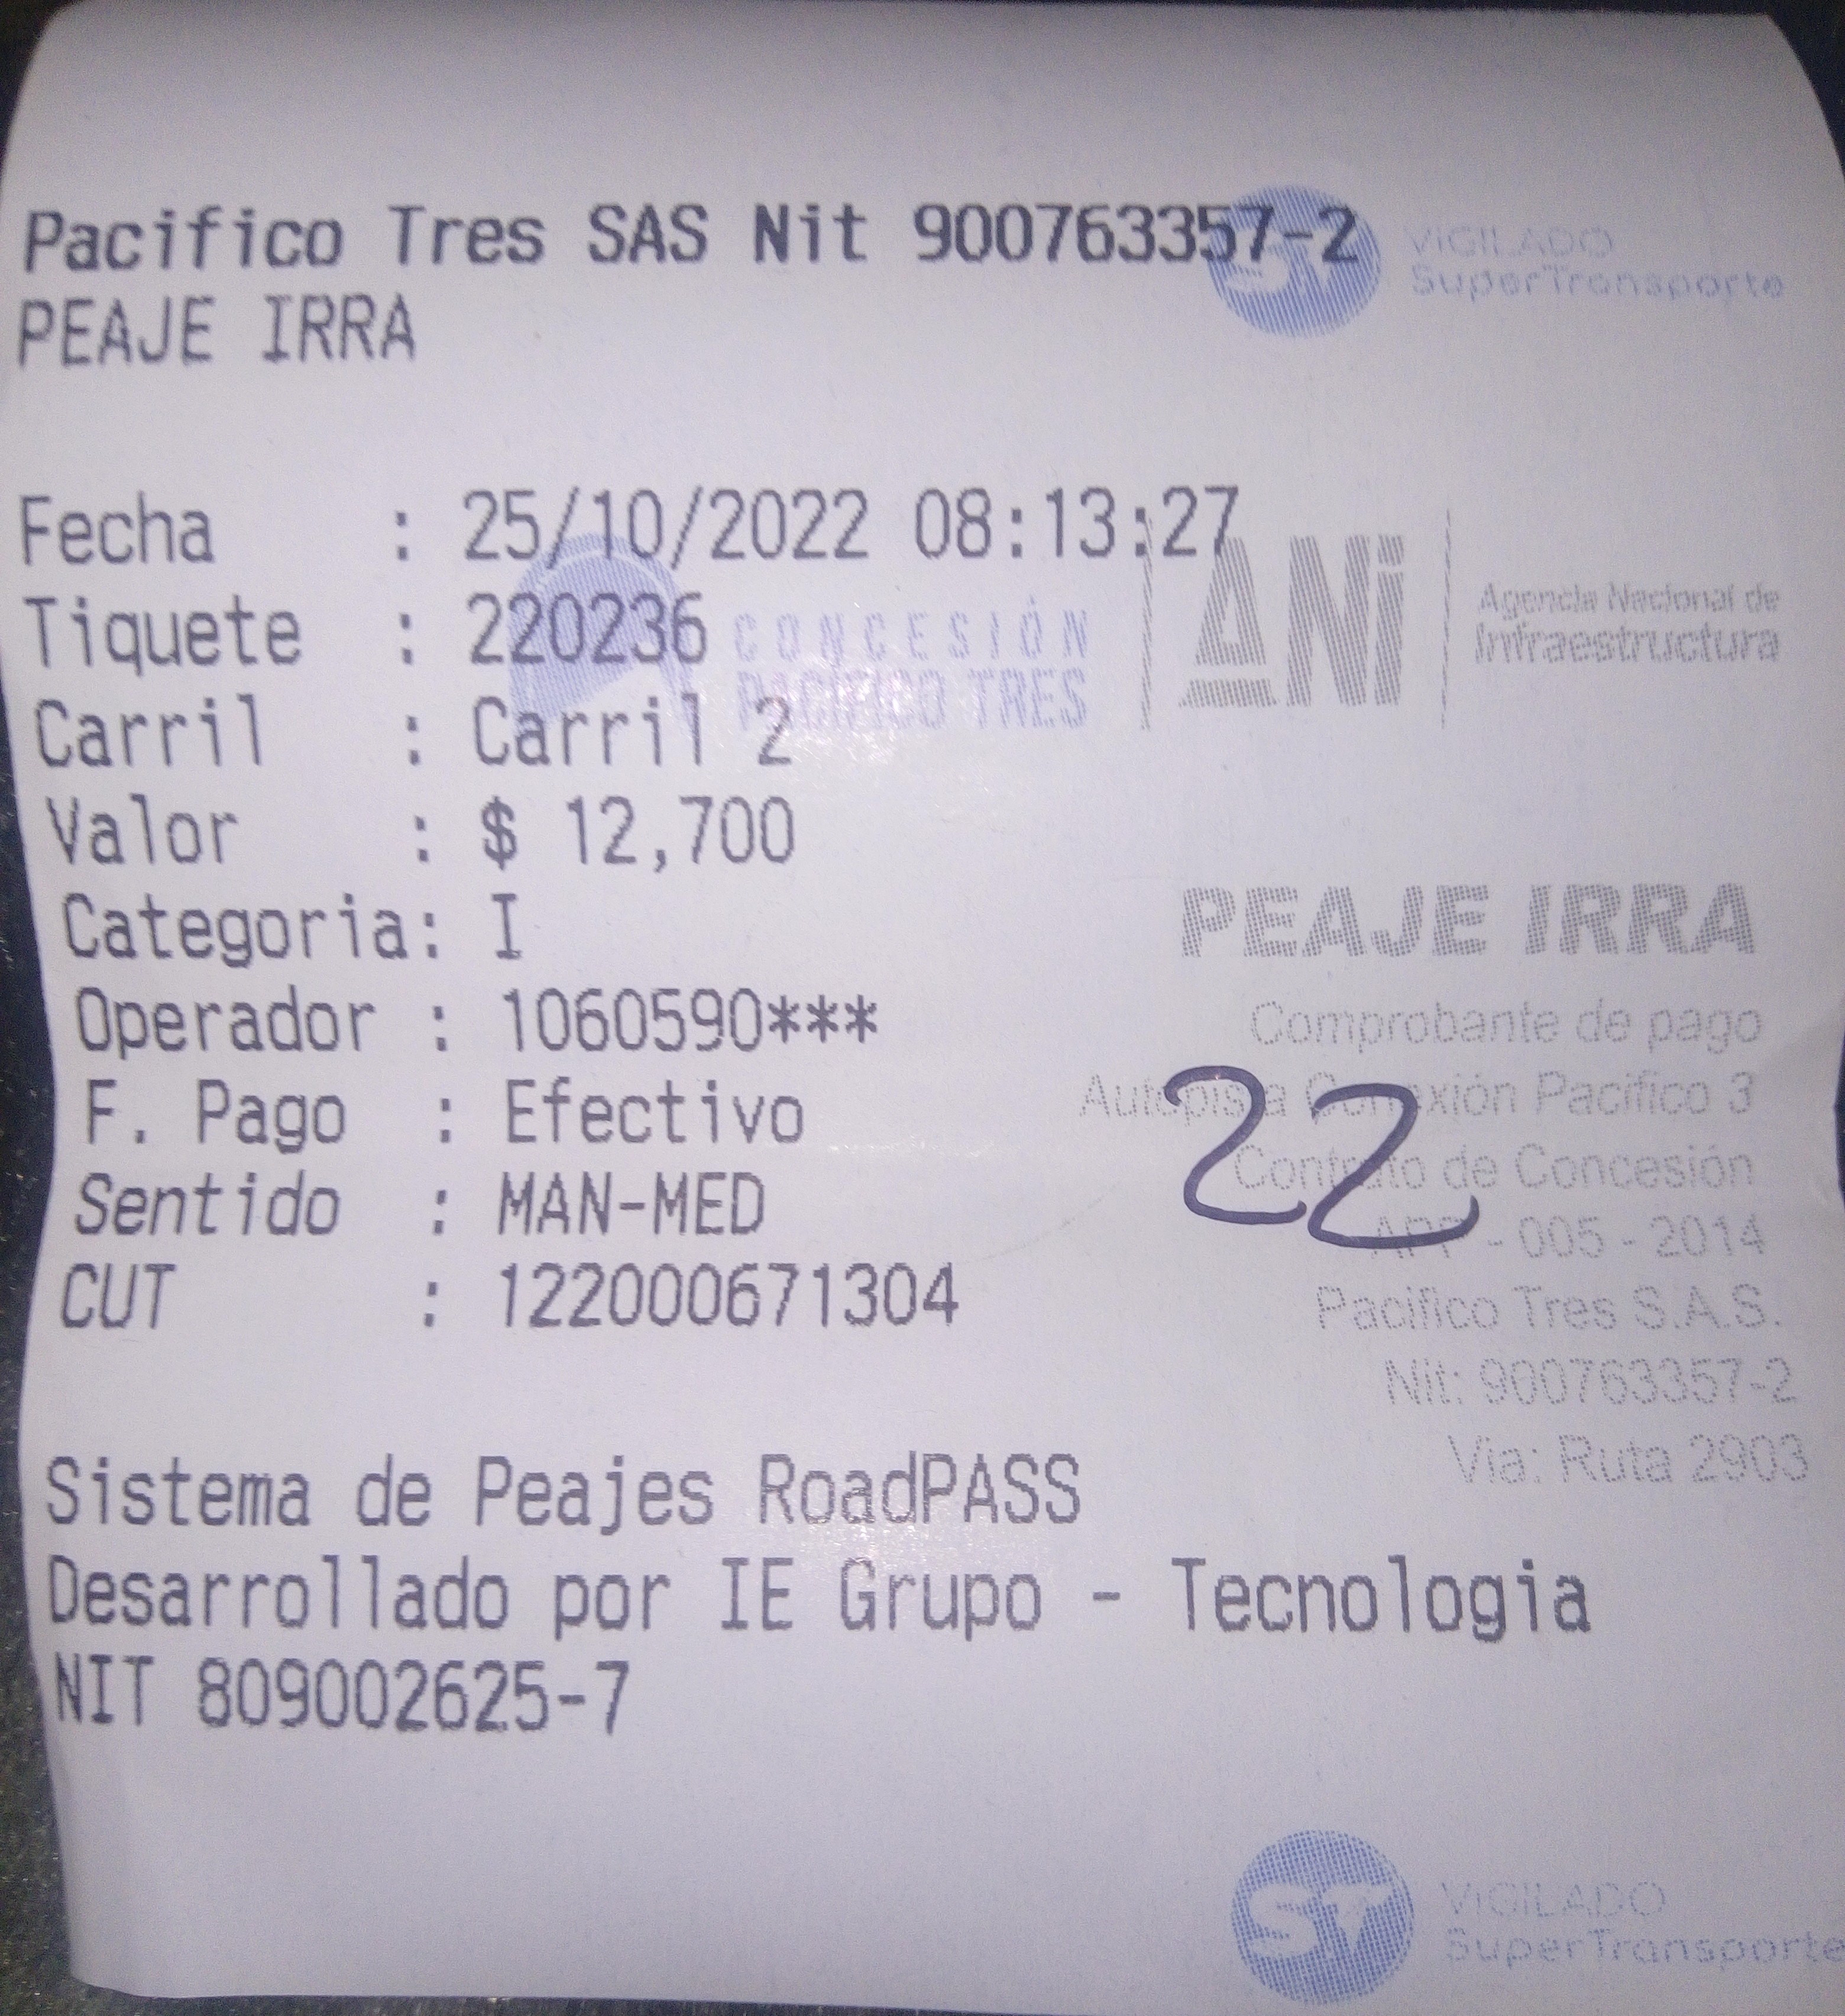 Pacifico Tres SAS Nit 900763357-2
VIGILADO
SuperTransporte
PEAJE IRRA
Fecha : 25/10/2022 08:13:27
Tiquete : 220236
CONCESIÓN
PACÍFICO TRES
ANi
Agencia Nacional de
Infraestructura
Carril : Carril 2
Valor : $ 12,700
Categoria: I
Operador : 1060590***
F. Pago : Efectivo
Sentido : MAN-MED
CUT : 122000671304
PEAJE IRRA
Comprobante de pago
Autopista Conexión Pacifico 3
Contrato de Concesión
APP - 005 - 2014
Pacifico Tres S.A.S.
Nit: 900763357-2
Via: Ruta 2903
22
Sistema de Peajes RoadPASS
Desarrollado por IE Grupo - Tecnologia
NIT 809002625-7
ST
VIGILADO
SuperTransporte